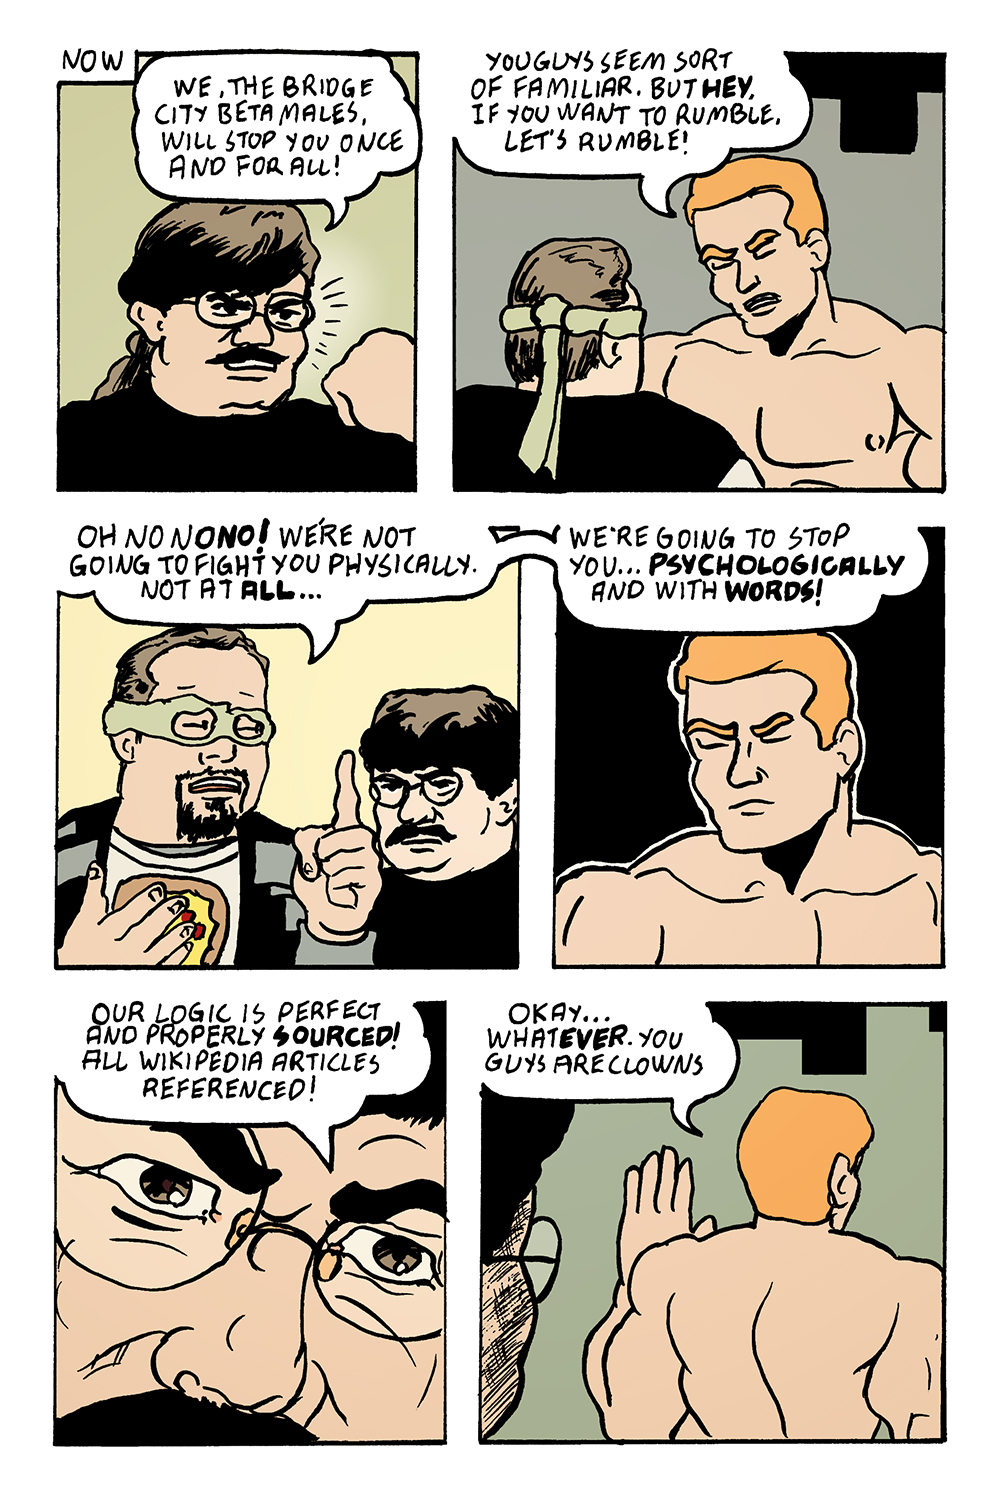 NOW
WE, THE BRIDGE
CITY BETA MALES,
WILL STOP YOU ONCE
AND FOR ALL!
YOU GUYS SEEM SORT
OF FAMILIAR. BUT HEY,
IF YOU WANT TO RUMBLE,
LET'S RUMBLE!
OH NO NONO! WE'RE NOT
GOING TO FIGHT YOU PHYSICALLY.
NOT AT ALL...
WE'RE GOING TO STOP
YOU... PSYCHOLOGICALLY
AND WITH WORDS!
OUR LOGIC IS PERFECT
AND PROPERLY SOURCED!
ALL WIKIPEDIA ARTICLES
REFERENCED!
OKAY...
WHATEVER. YOU
GUYS ARE CLOWNS